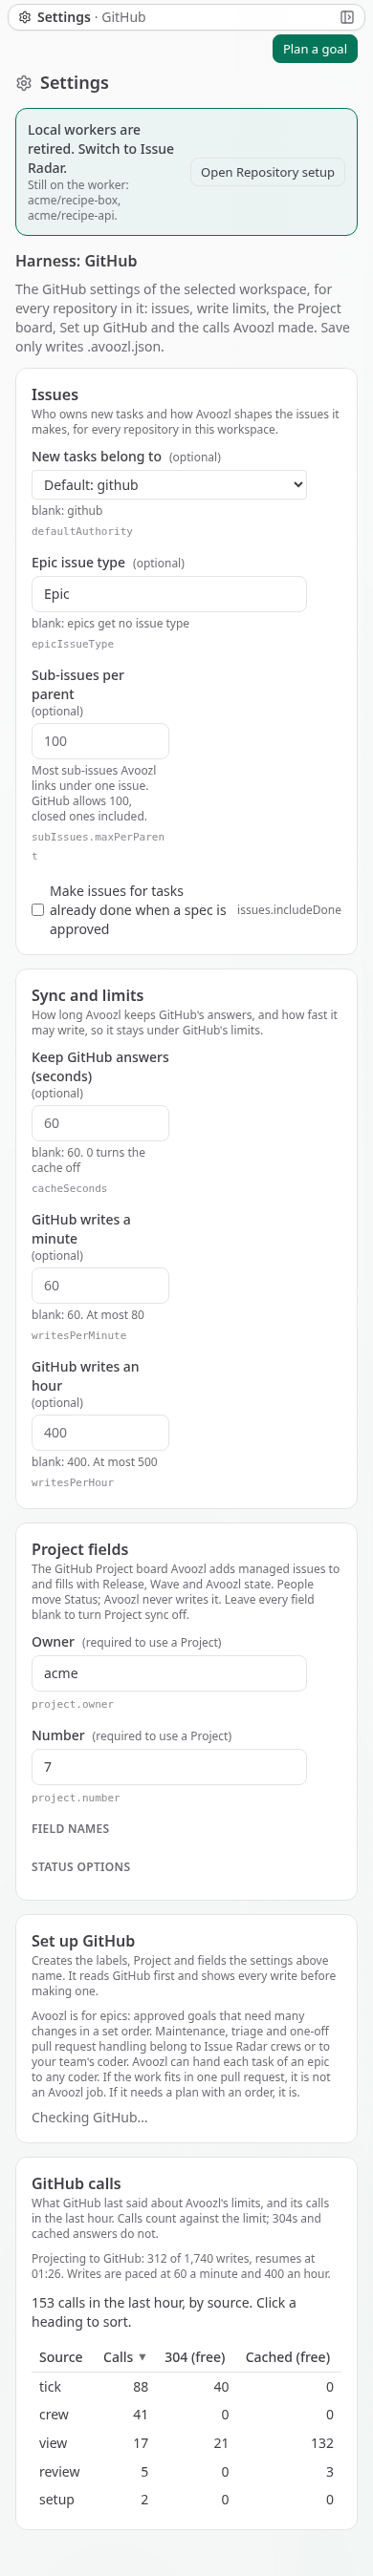 Settings · GitHub
Plan a goal
Settings
Local workers are
retired. Switch to Issue
Radar.
Still on the worker:
acme/recipe-box,
acme/recipe-api.
Open Repository setup
Harness: GitHub
The GitHub settings of the selected workspace, for
every repository in it: issues, write limits, the Project
board, Set up GitHub and the calls Avoozl made. Save
only writes .avoozl.json.
Issues
Who owns new tasks and how Avoozl shapes the issues it
makes, for every repository in this workspace.
New tasks belong to (optional)
Default: github
blank: github
defaultAuthority
Epic issue type (optional)
Epic
blank: epics get no issue type
epicIssueType
Sub-issues per
parent
(optional)
100
Most sub-issues Avoozl
links under one issue.
GitHub allows 100,
closed ones included.
subIssues.maxPerParen
t
Make issues for tasks
already done when a spec is
approved
issues.includeDone
Sync and limits
How long Avoozl keeps GitHub's answers, and how fast it
may write, so it stays under GitHub's limits.
Keep GitHub answers
(seconds)
(optional)
60
blank: 60. 0 turns the
cache off
cacheSeconds
GitHub writes a
minute
(optional)
60
blank: 60. At most 80
writesPerMinute
GitHub writes an
hour
(optional)
400
blank: 400. At most 500
writesPerHour
Project fields
The GitHub Project board Avoozl adds managed issues to
and fills with Release, Wave and Avoozl state. People
move Status; Avoozl never writes it. Leave every field
blank to turn Project sync off.
Owner (required to use a Project)
acme
project.owner
Number (required to use a Project)
7
project.number
FIELD NAMES
STATUS OPTIONS
Set up GitHub
Creates the labels, Project and fields the settings above
name. It reads GitHub first and shows every write before
making one.
Avoozl is for epics: approved goals that need many
changes in a set order. Maintenance, triage and one-off
pull request handling belong to Issue Radar crews or to
your team's coder. Avoozl can hand each task of an epic
to any coder. If the work fits in one pull request, it is not
an Avoozl job. If it needs a plan with an order, it is.
Checking GitHub...
GitHub calls
What GitHub last said about Avoozl's limits, and its calls
in the last hour. Calls count against the limit; 304s and
cached answers do not.
Projecting to GitHub: 312 of 1,740 writes, resumes at
01:26. Writes are paced at 60 a minute and 400 an hour.
153 calls in the last hour, by source. Click a
heading to sort.
Source Calls ▼ 304 (free) Cached (free)
tick 88 40 0
crew 41 0 0
view 17 21 132
review 5 0 3
setup 2 0 0